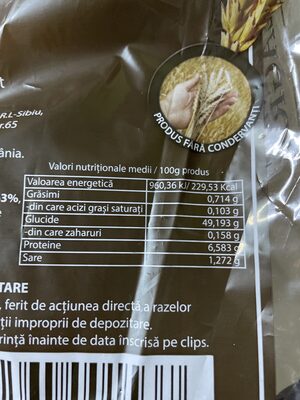 t
R.L-Sibiu,
r.65
PRODUS FARĂ CONDERVANȚI
ânia.
Valori nutriționale medii / 100g produs
Valoarea energetică 960,36 kJ/ 229,53 Kcal
Grăsimi 0,714 g
-din care acizi grași saturați 0,103 g
Glucide 49,193 g
-din care zaharuri 0,158 g
Proteine 6,583 g
Sare 1,272 g
03%,
e
TARE
, ferit de acțiunea directă a razelor
ții improprii de depozitare.
rință înainte de data înscrisă pe clips.